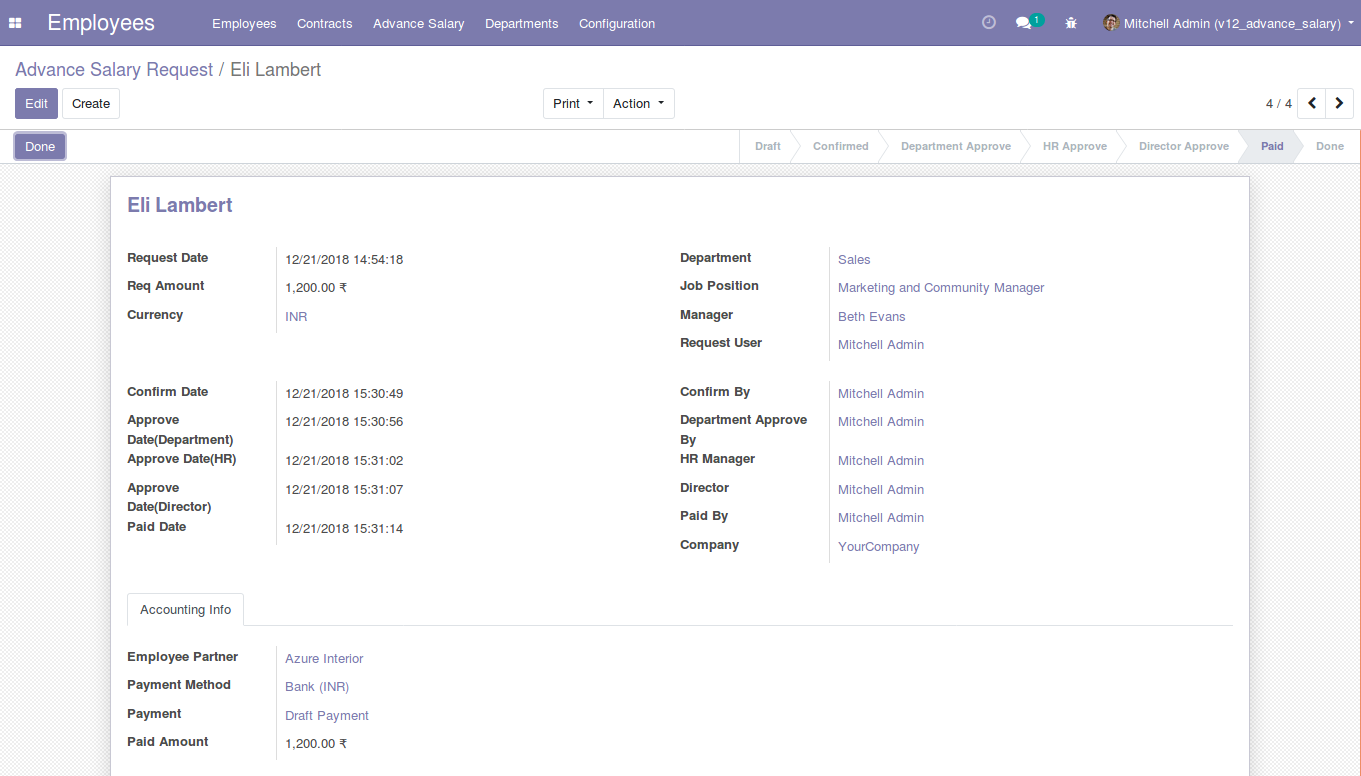 Employees Employees Contracts Advance Salary Departments Configuration 1 Mitchell Admin (v12_advance_salary)
Advance Salary Request / Eli Lambert
Edit Create Print Action 4 / 4
Done Draft Confirmed Department Approve HR Approve Director Approve Paid Done
Eli Lambert
Request Date 12/21/2018 14:54:18 Department Sales
Req Amount 1,200.00 ₹ Job Position Marketing and Community Manager
Currency INR Manager Beth Evans
Request User Mitchell Admin
Confirm Date 12/21/2018 15:30:49 Confirm By Mitchell Admin
Approve 12/21/2018 15:30:56 Department Approve Mitchell Admin
Date(Department) By
Approve Date(HR) 12/21/2018 15:31:02 HR Manager Mitchell Admin
Approve 12/21/2018 15:31:07 Director Mitchell Admin
Date(Director) Paid By Mitchell Admin
Paid Date 12/21/2018 15:31:14
Company YourCompany
Accounting Info
Employee Partner Azure Interior
Payment Method Bank (INR)
Payment Draft Payment
Paid Amount 1,200.00 ₹